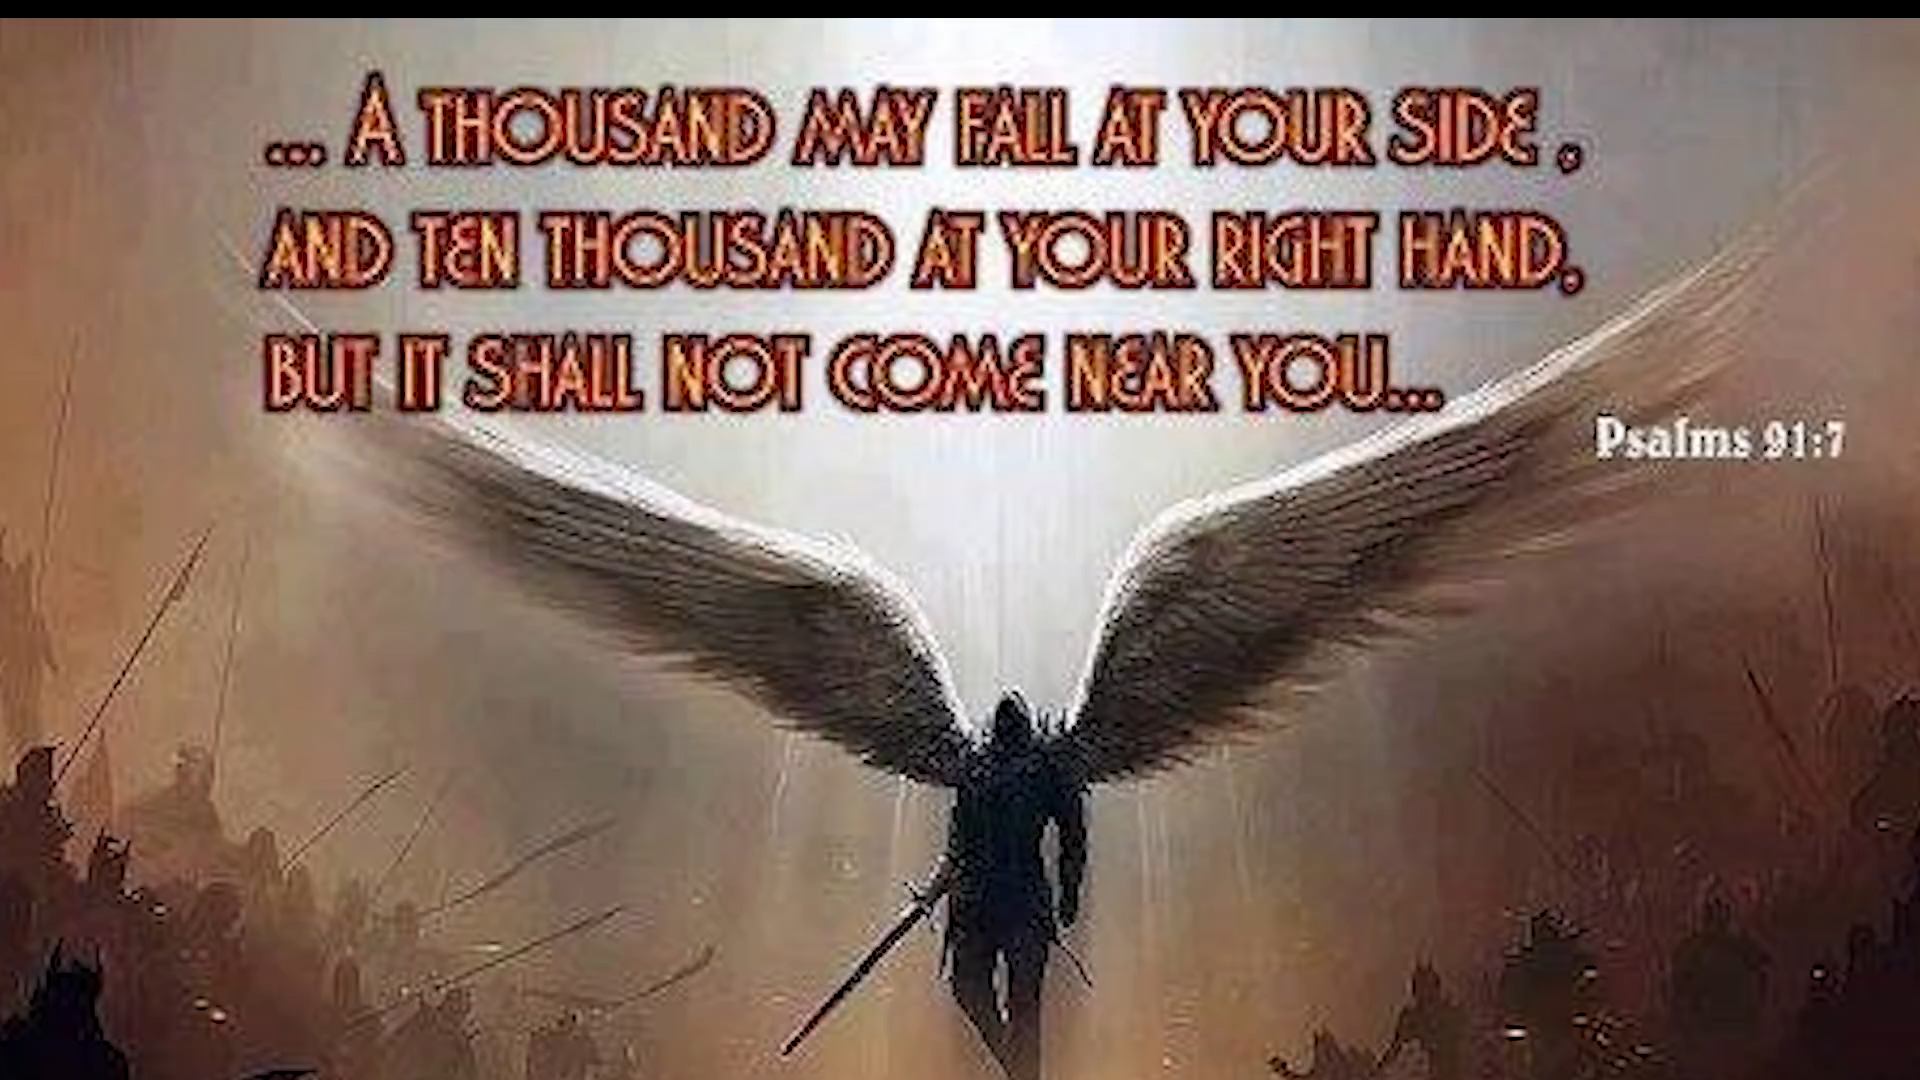 ... A THOUSAND MAY FALL AT YOUR SIDE ,
AND TEN THOUSAND AT YOUR RIGHT HAND,
BUT IT SHALL NOT COME NEAR YOU...
Psalms 91:7